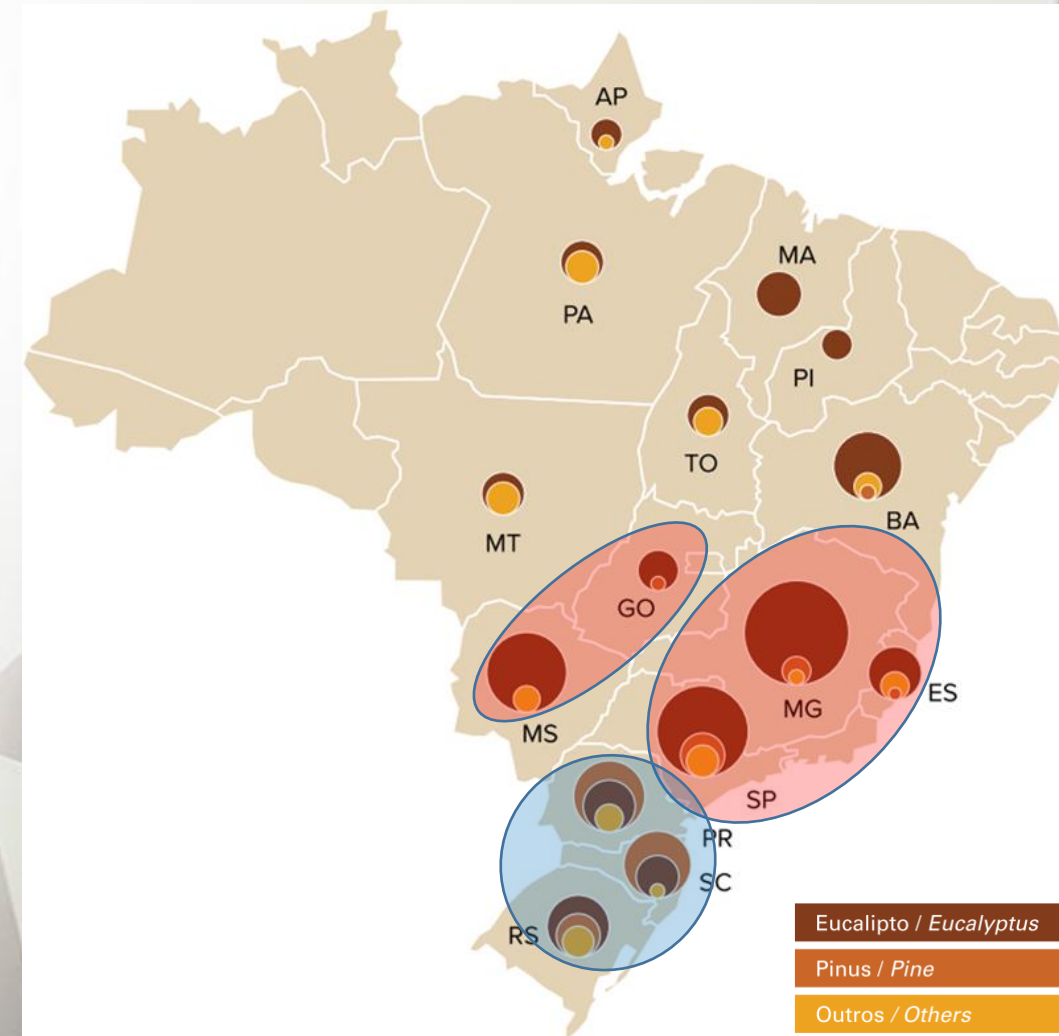 AP
MA
PA
PI
TO
BA
MT
GO
ES
MS
MG
SP
PR
SC
RS
Eucalipto / Eucalyptus
Pinus / Pine
Outros / Others